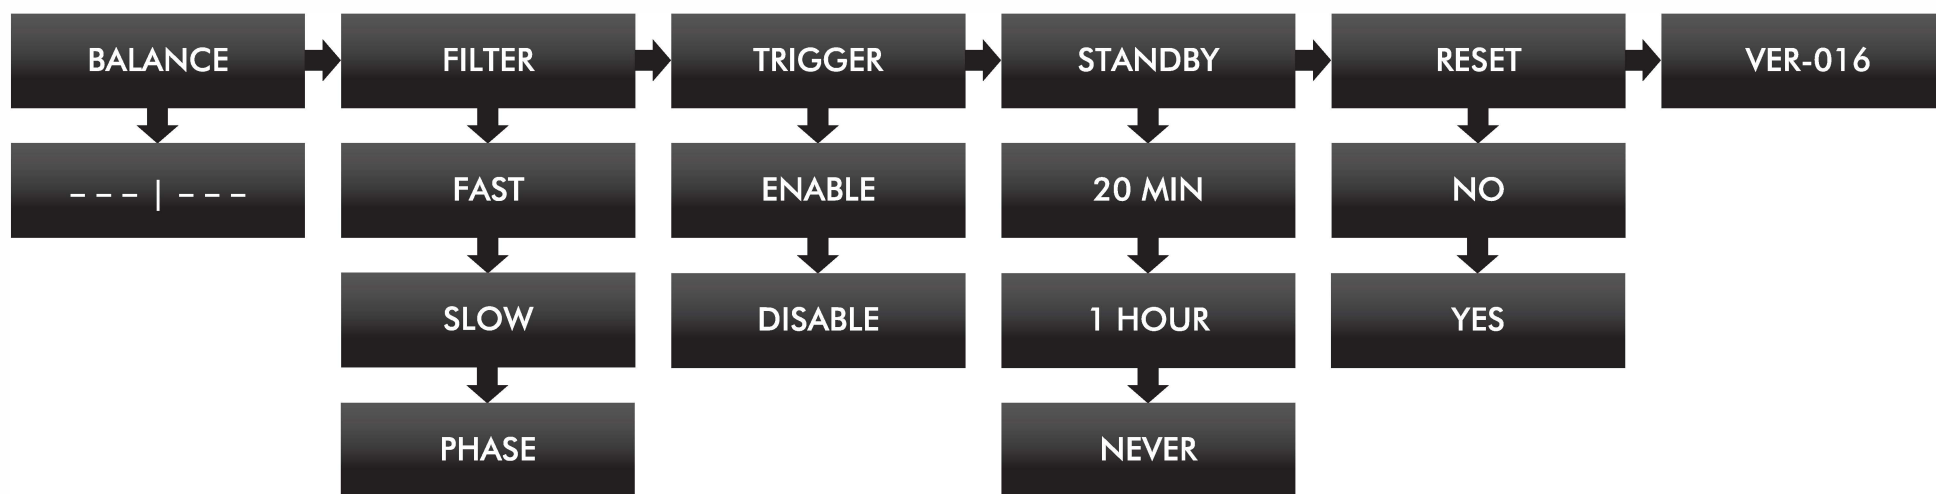 BALANCE
FILTER
TRIGGER
STANDBY
RESET
VER-016
– – – | – – –
FAST
ENABLE
20 MIN
NO
SLOW
DISABLE
1 HOUR
YES
PHASE
NEVER